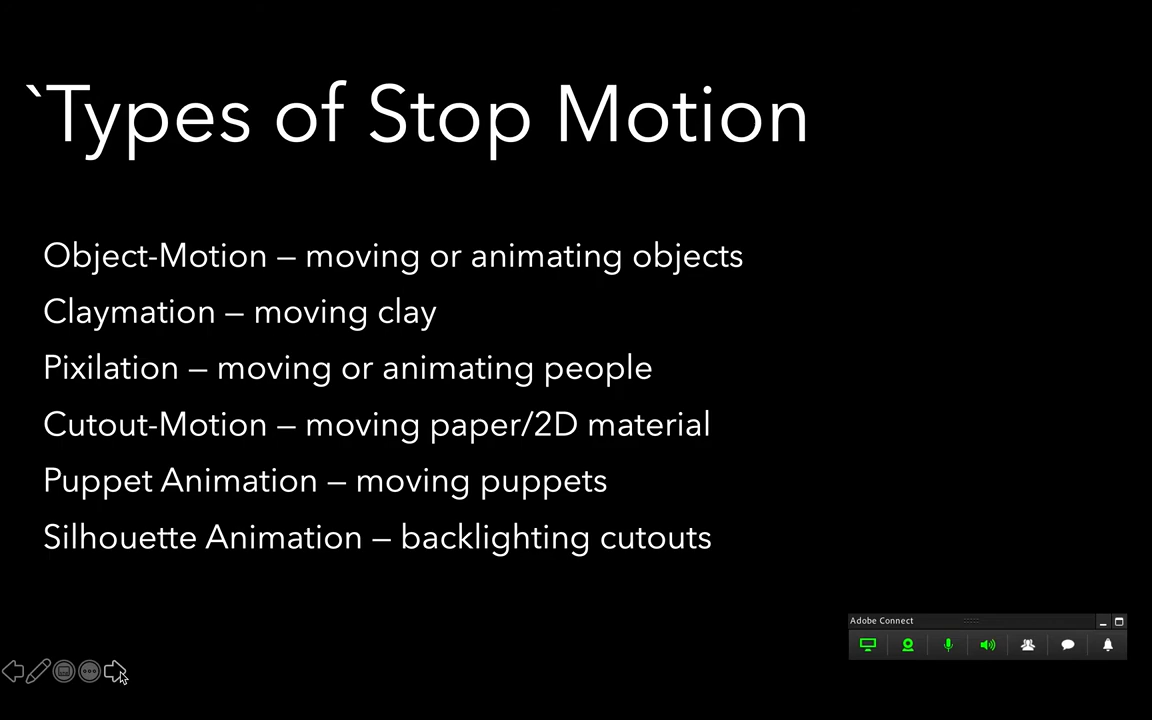 `Types of Stop Motion
Object-Motion – moving or animating objects
Claymation – moving clay
Pixilation – moving or animating people
Cutout-Motion – moving paper/2D material
Puppet Animation – moving puppets
Silhouette Animation – backlighting cutouts
Adobe Connect